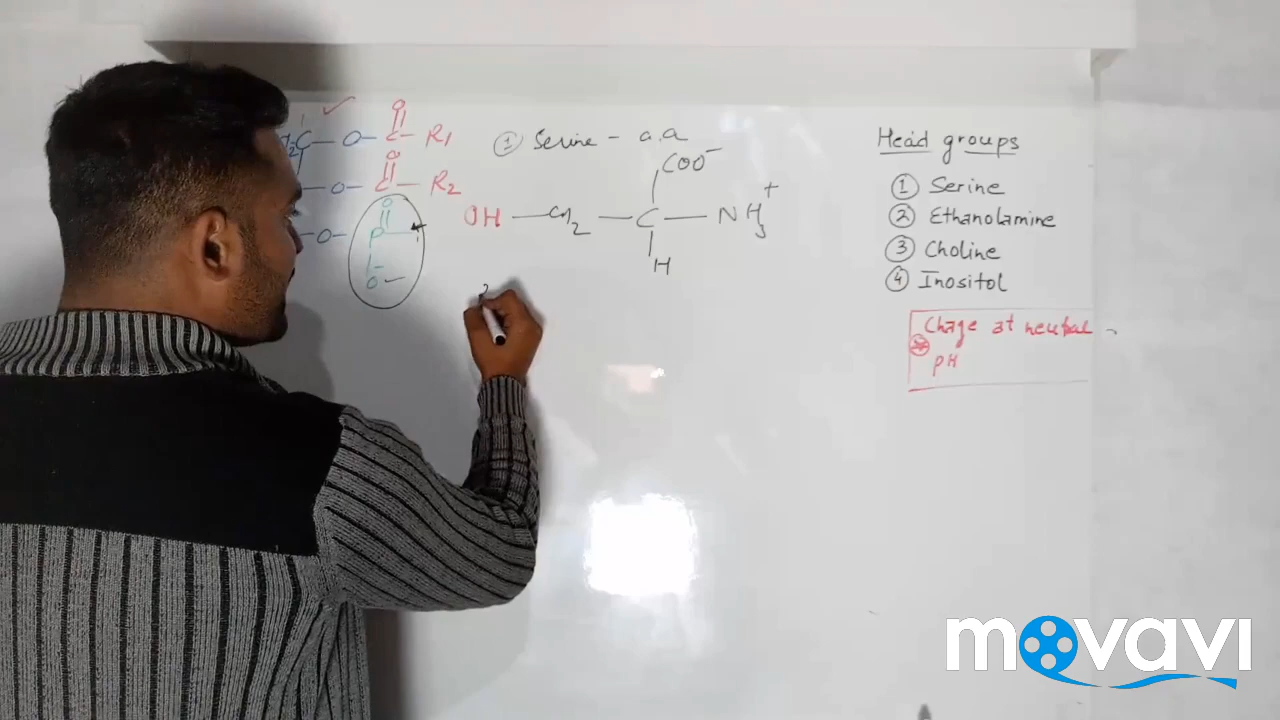 O
C – O – C – R1
O
– O – C – R2
O
– O – P
O –
① Serine – a.a
COO⁻
OH — CH2 — C — NH3⁺
H
Head groups
① Serine
② Ethanolamine
③ Choline
④ Inositol
Chage at neutral
pH
movavi